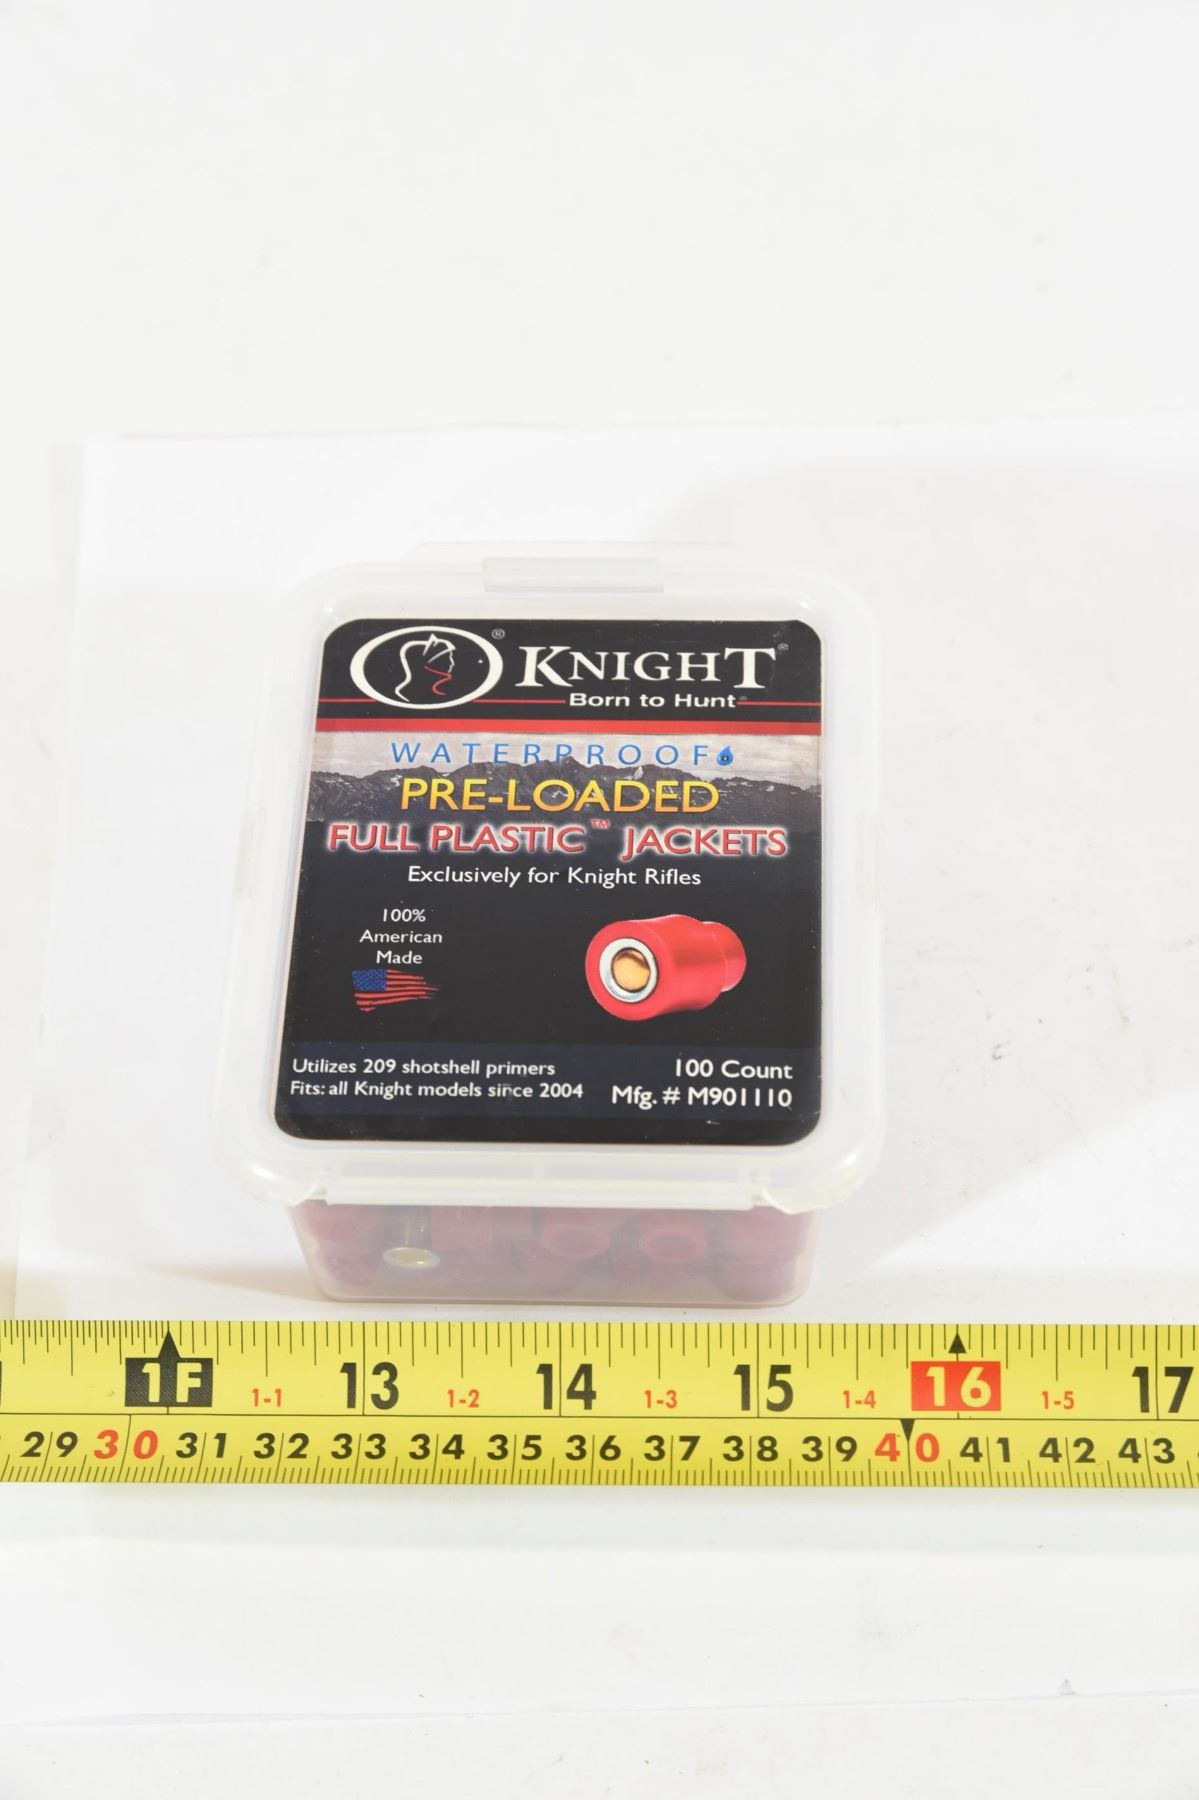 ® KNIGHT®
Born to Hunt®
WATERPROOF
PRE-LOADED
FULL PLASTIC™ JACKETS
Exclusively for Knight Rifles
100%
American
Made
Utilizes 209 shotshell primers
Fits: all Knight models since 2004
100 Count
Mfg. # M901110
1F 1-1 13 1-2 14 1-3 15 1-4 16 1-5 17
29 30 31 32 33 34 35 36 37 38 39 40 41 42 43